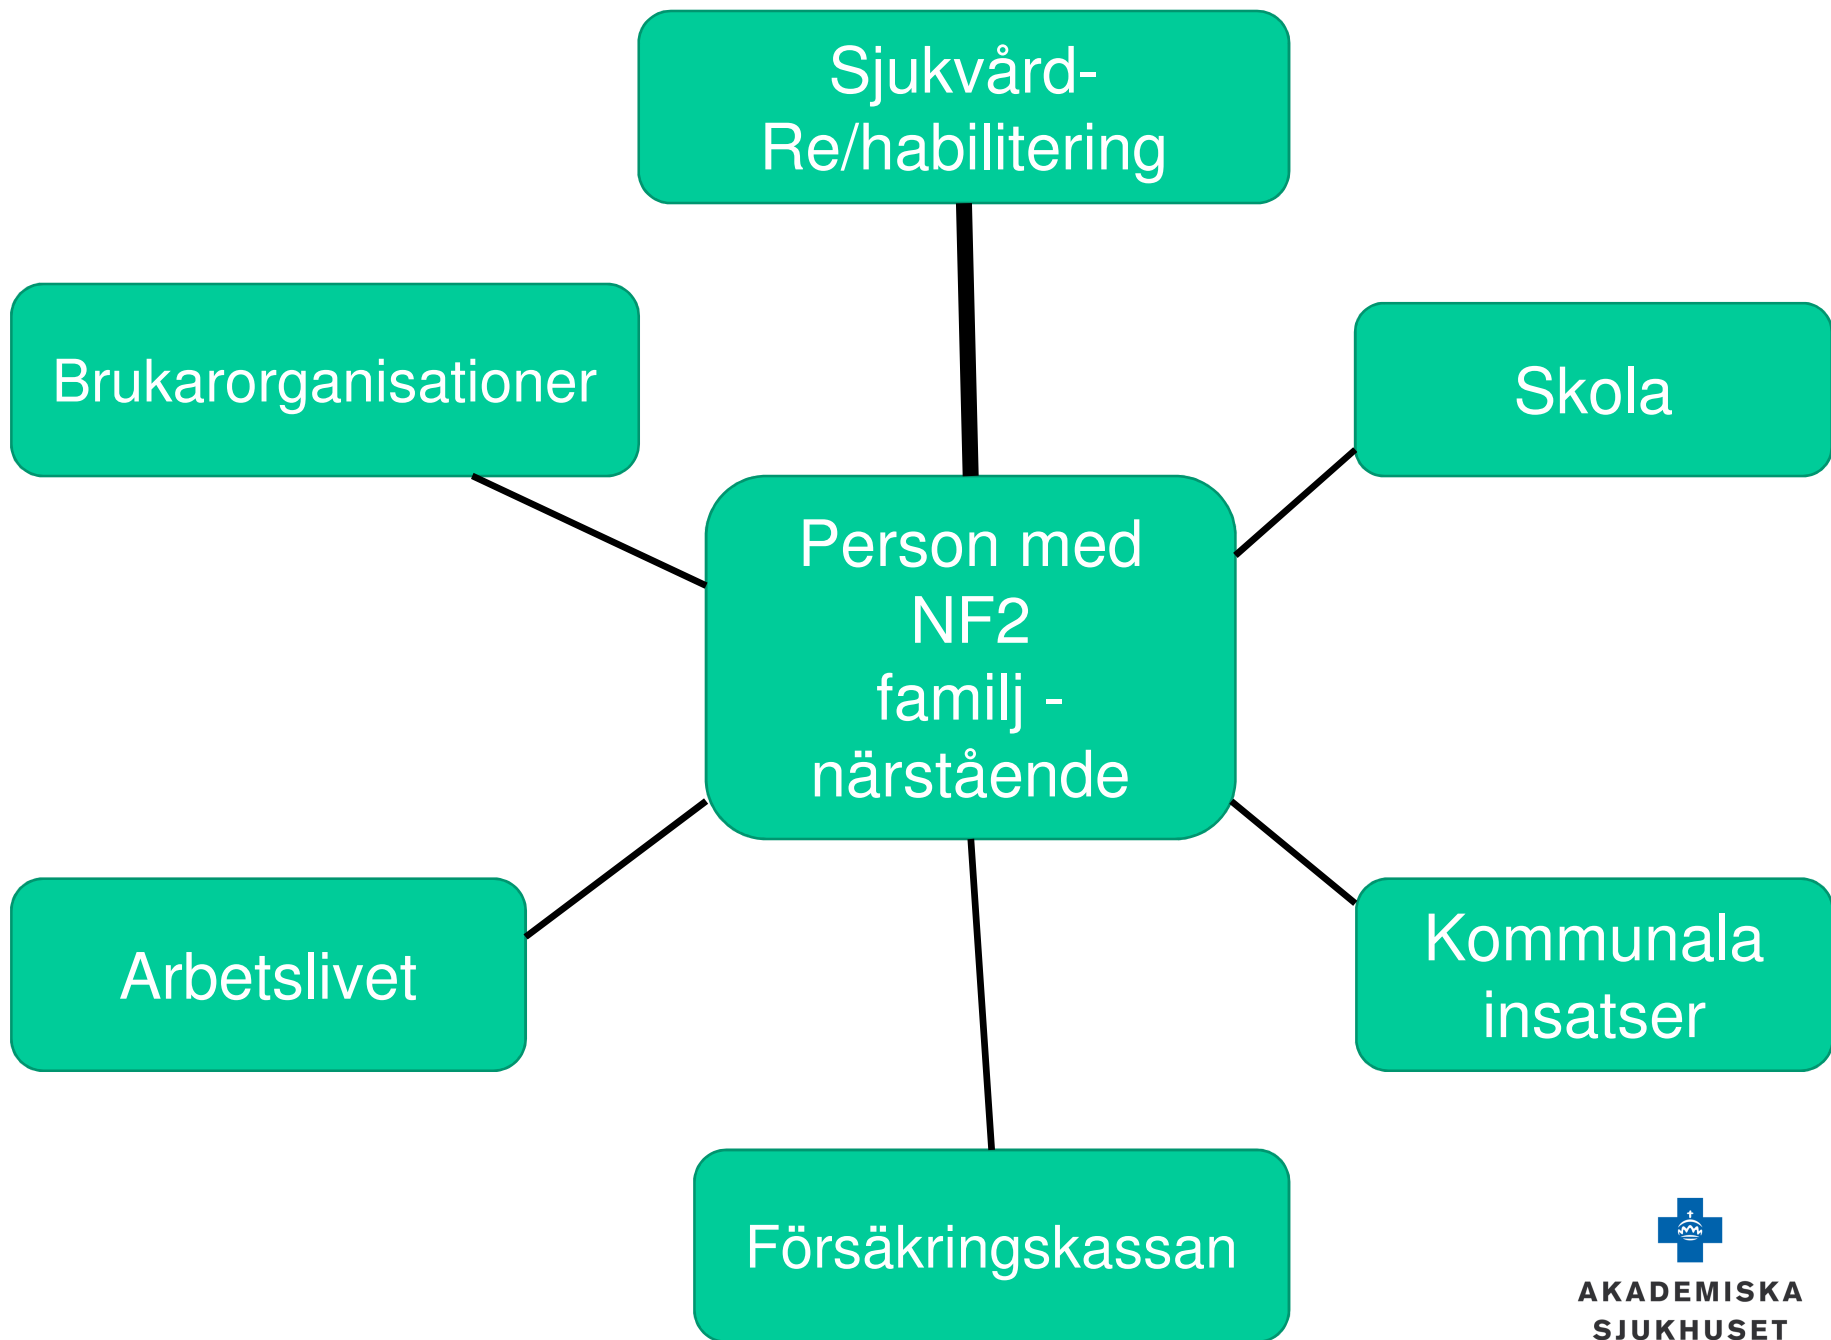 Sjukvård-
Re/habilitering
Brukarorganisationer
Skola
Person med
NF2
familj -
närstående
Arbetslivet
Kommunala
insatser
Försäkringskassan
AKADEMISKA
SJUKHUSET